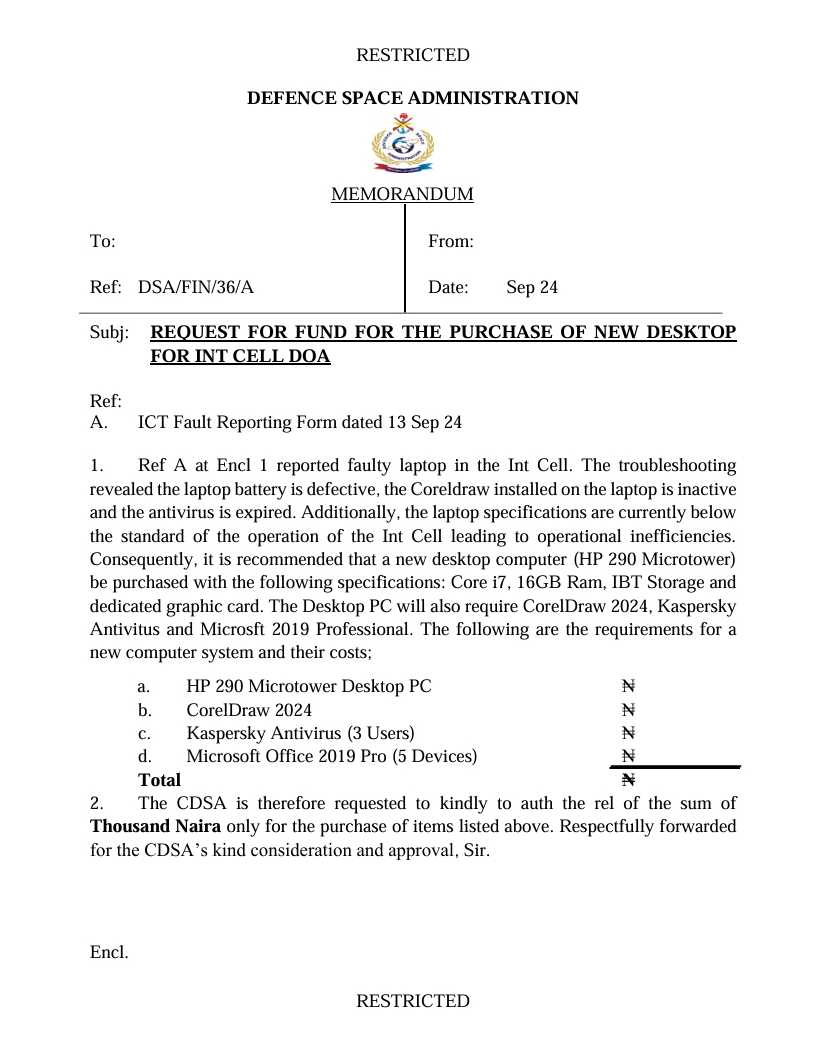 RESTRICTED
DEFENCE SPACE ADMINISTRATION
DEFENCE SPACE
ADMINISTRATION
MEMORANDUM
To: From:
Ref: DSA/FIN/36/A Date: Sep 24
Subj: REQUEST FOR FUND FOR THE PURCHASE OF NEW DESKTOP
FOR INT CELL DOA
Ref:
A. ICT Fault Reporting Form dated 13 Sep 24
1. Ref A at Encl 1 reported faulty laptop in the Int Cell. The troubleshooting
revealed the laptop battery is defective, the Coreldraw installed on the laptop is inactive
and the antivirus is expired. Additionally, the laptop specifications are currently below
the standard of the operation of the Int Cell leading to operational inefficiencies.
Consequently, it is recommended that a new desktop computer (HP 290 Microtower)
be purchased with the following specifications: Core i7, 16GB Ram, IBT Storage and
dedicated graphic card. The Desktop PC will also require CorelDraw 2024, Kaspersky
Antivitus and Microsft 2019 Professional. The following are the requirements for a
new computer system and their costs;
a. HP 290 Microtower Desktop PC ₦
b. CorelDraw 2024 ₦
c. Kaspersky Antivirus (3 Users) ₦
d. Microsoft Office 2019 Pro (5 Devices) ₦
Total ₦
2. The CDSA is therefore requested to kindly to auth the rel of the sum of
Thousand Naira only for the purchase of items listed above. Respectfully forwarded
for the CDSA’s kind consideration and approval, Sir.
Encl.
RESTRICTED